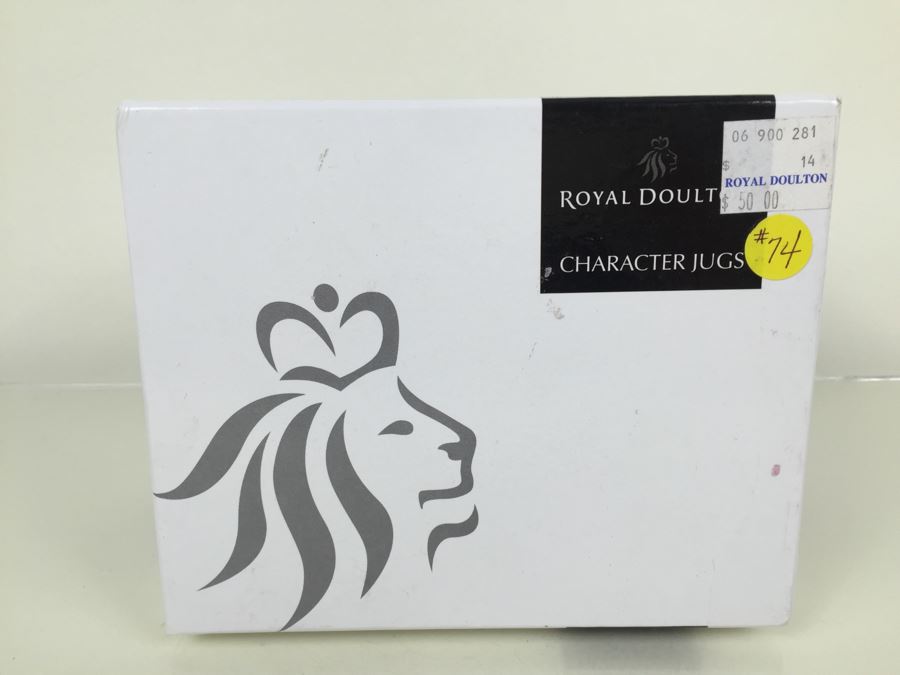 06 900 281
$ 14
ROYAL DOULTON
$ 50 00
ROYAL DOULT
#74
CHARACTER JUGS